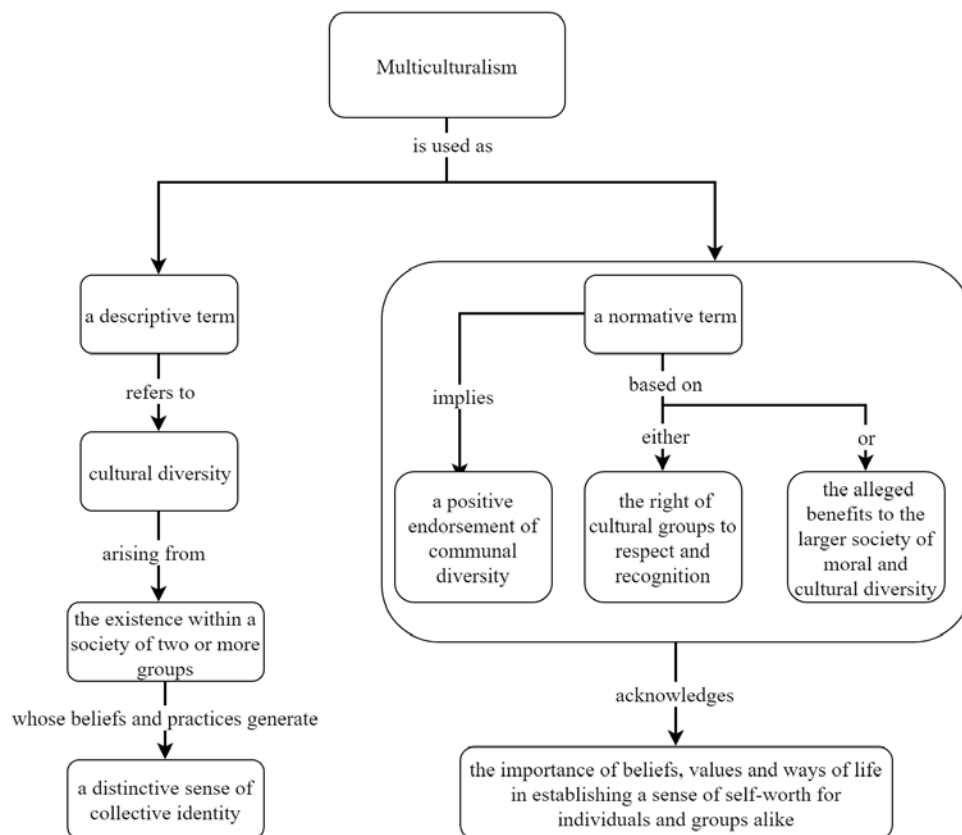 Multiculturalism
is used as
a descriptive term
refers to
cultural diversity
arising from
the existence within a
society of two or more
groups
whose beliefs and practices generate
a distinctive sense of
collective identity
a normative term
implies
based on
either
or
a positive
endorsement of
communal
diversity
the right of
cultural groups to
respect and
recognition
the alleged
benefits to the
larger society of
moral and
cultural diversity
acknowledges
the importance of beliefs, values and ways of life
in establishing a sense of self-worth for
individuals and groups alike